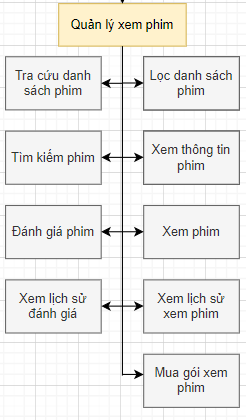 Quản lý xem phim
Tra cứu danh
sách phim
Lọc danh sách
phim
Tìm kiếm phim
Xem thông tin
phim
Đánh giá phim
Xem phim
Xem lịch sử
đánh giá
Xem lịch sử
xem phim
Mua gói xem
phim